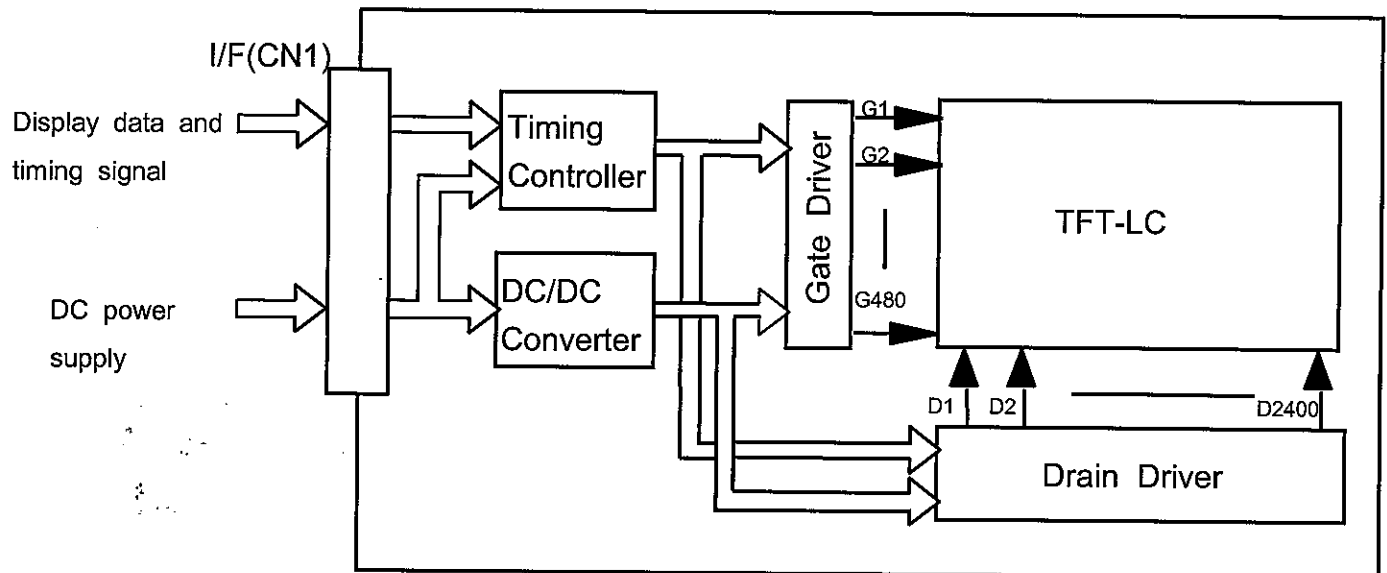 I/F(CN1)
Display data and
timing signal
DC power
supply
Timing
Controller
DC/DC
Converter
Gate Driver
G1
G2
G480
TFT-LC
D1
D2
D2400
Drain Driver